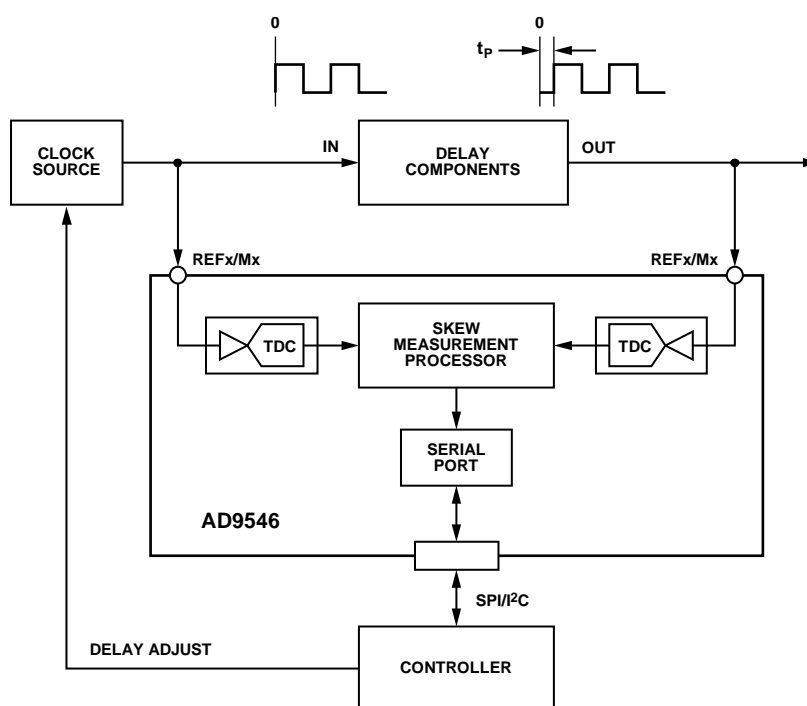 0
0
tP
CLOCK
SOURCE
IN
DELAY
COMPONENTS
OUT
REFx/Mx
REFx/Mx
TDC
SKEW
MEASUREMENT
PROCESSOR
TDC
SERIAL
PORT
AD9546
SPI/I2C
DELAY ADJUST
CONTROLLER